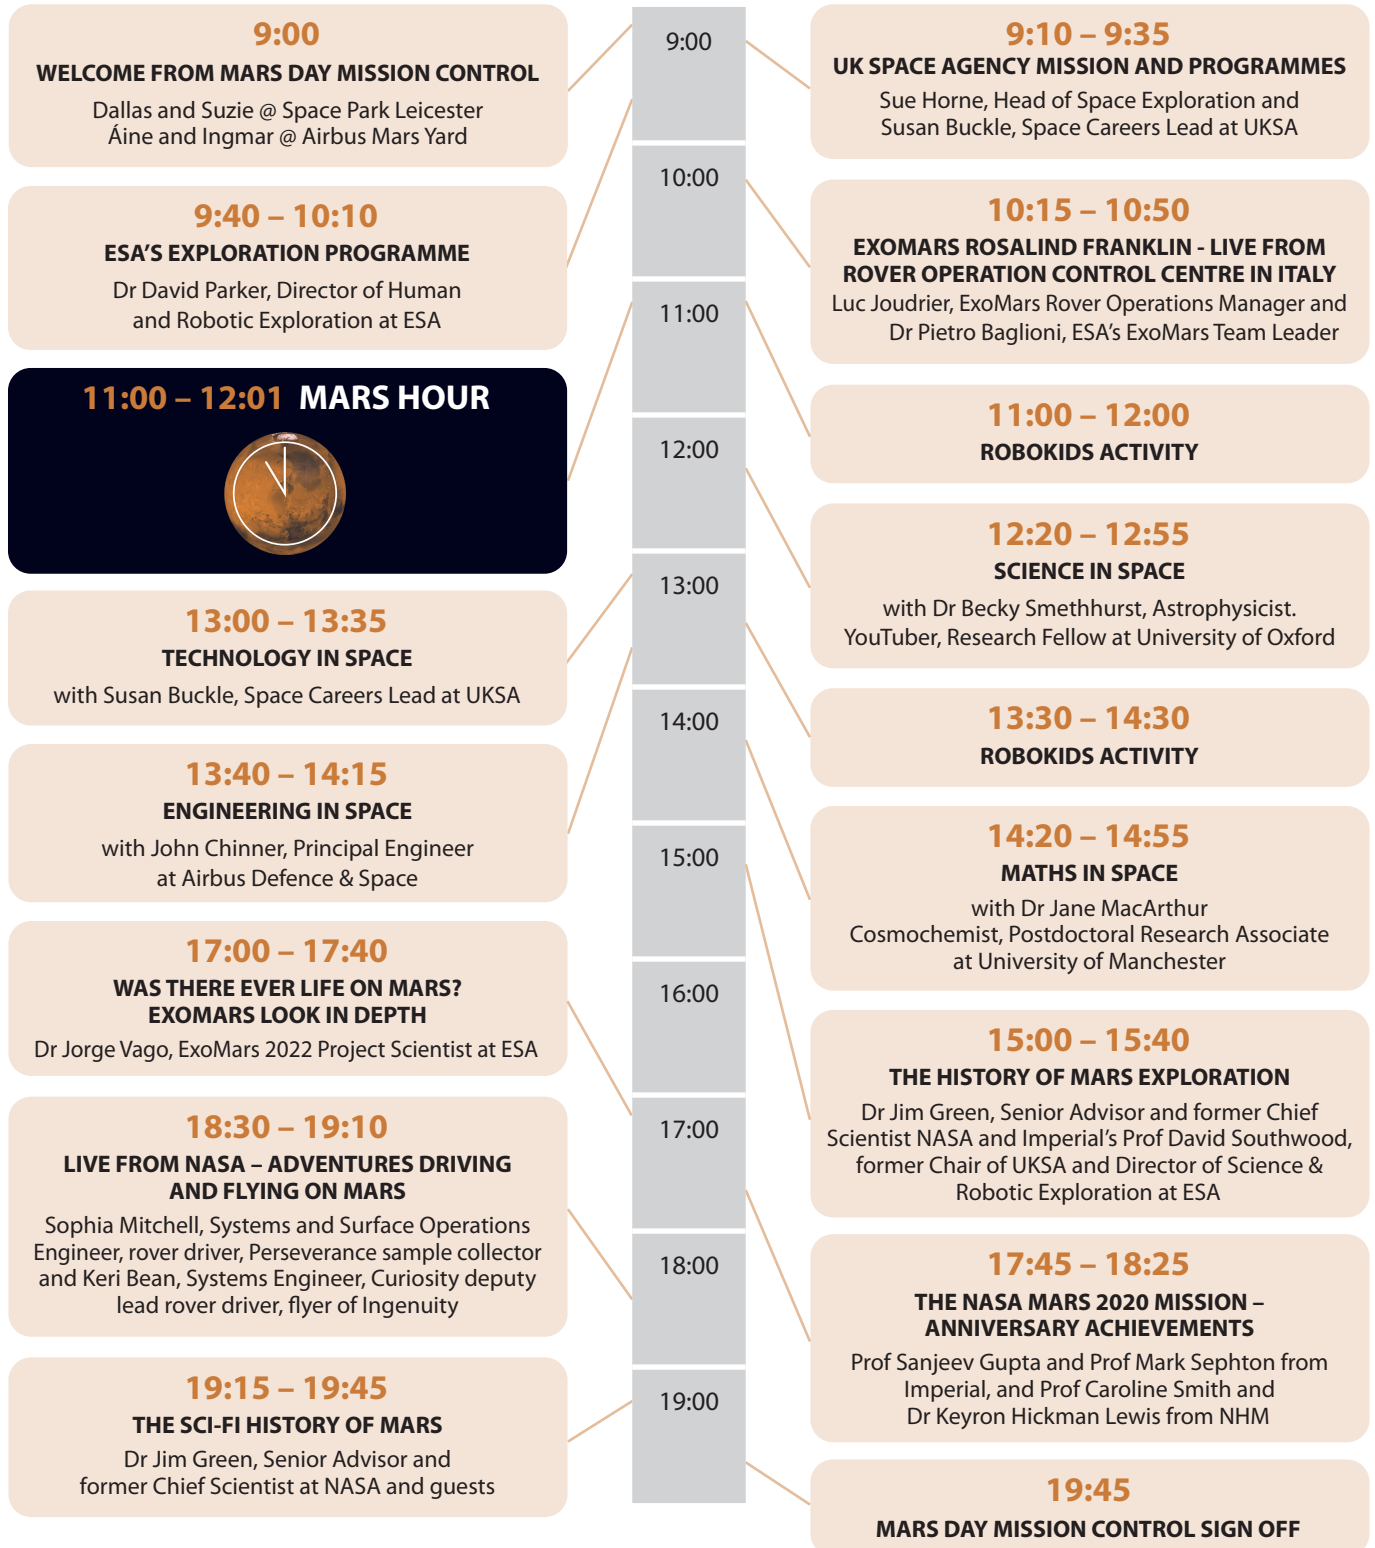 9:00
WELCOME FROM MARS DAY MISSION CONTROL
Dallas and Suzie @ Space Park Leicester
Áine and Ingmar @ Airbus Mars Yard
9:40 – 10:10
ESA'S EXPLORATION PROGRAMME
Dr David Parker, Director of Human
and Robotic Exploration at ESA
11:00 – 12:01 MARS HOUR
13:00 – 13:35
TECHNOLOGY IN SPACE
with Susan Buckle, Space Careers Lead at UKSA
13:40 – 14:15
ENGINEERING IN SPACE
with John Chinner, Principal Engineer
at Airbus Defence & Space
17:00 – 17:40
WAS THERE EVER LIFE ON MARS?
EXOMARS LOOK IN DEPTH
Dr Jorge Vago, ExoMars 2022 Project Scientist at ESA
18:30 – 19:10
LIVE FROM NASA – ADVENTURES DRIVING
AND FLYING ON MARS
Sophia Mitchell, Systems and Surface Operations
Engineer, rover driver, Perseverance sample collector
and Keri Bean, Systems Engineer, Curiosity deputy
lead rover driver, flyer of Ingenuity
19:15 – 19:45
THE SCI-FI HISTORY OF MARS
Dr Jim Green, Senior Advisor and
former Chief Scientist at NASA and guests
9:00
10:00
11:00
12:00
13:00
14:00
15:00
16:00
17:00
18:00
19:00
9:10 – 9:35
UK SPACE AGENCY MISSION AND PROGRAMMES
Sue Horne, Head of Space Exploration and
Susan Buckle, Space Careers Lead at UKSA
10:15 – 10:50
EXOMARS ROSALIND FRANKLIN - LIVE FROM
ROVER OPERATION CONTROL CENTRE IN ITALY
Luc Joudrier, ExoMars Rover Operations Manager and
Dr Pietro Baglioni, ESA's ExoMars Team Leader
11:00 – 12:00
ROBOKIDS ACTIVITY
12:20 – 12:55
SCIENCE IN SPACE
with Dr Becky Smethhurst, Astrophysicist.
YouTuber, Research Fellow at University of Oxford
13:30 – 14:30
ROBOKIDS ACTIVITY
14:20 – 14:55
MATHS IN SPACE
with Dr Jane MacArthur
Cosmochemist, Postdoctoral Research Associate
at University of Manchester
15:00 – 15:40
THE HISTORY OF MARS EXPLORATION
Dr Jim Green, Senior Advisor and former Chief
Scientist NASA and Imperial's Prof David Southwood,
former Chair of UKSA and Director of Science &
Robotic Exploration at ESA
17:45 – 18:25
THE NASA MARS 2020 MISSION –
ANNIVERSARY ACHIEVEMENTS
Prof Sanjeev Gupta and Prof Mark Sephton from
Imperial, and Prof Caroline Smith and
Dr Keyron Hickman Lewis from NHM
19:45
MARS DAY MISSION CONTROL SIGN OFF